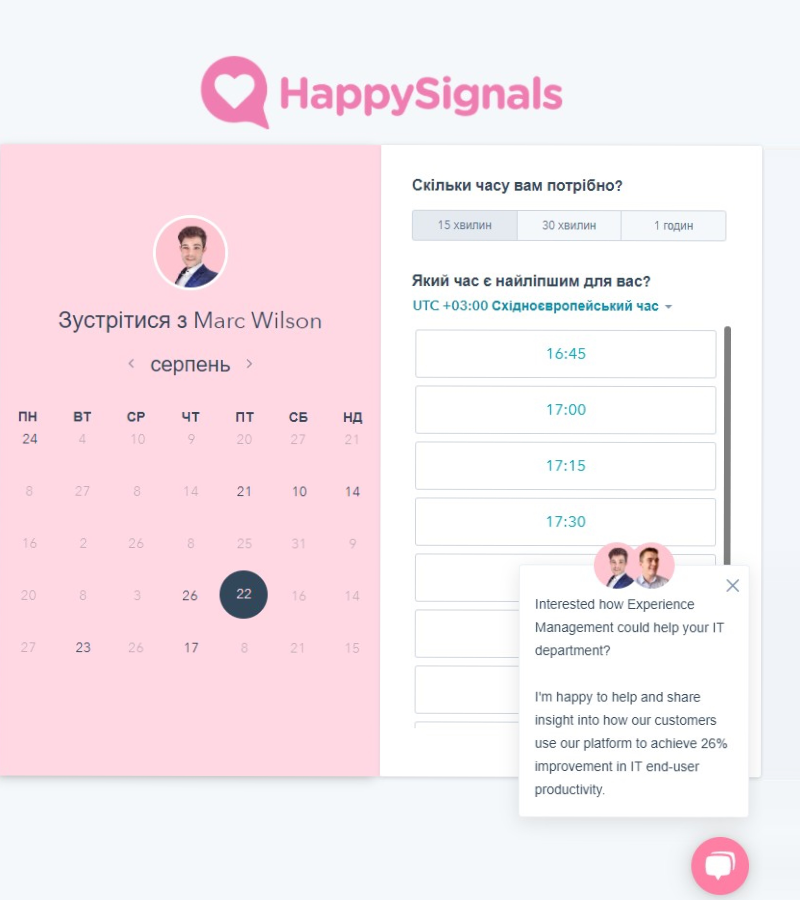 HappySignals
Зустрітися з Marc Wilson
серпень
ПН ВТ СР ЧТ ПТ СБ НД
24 4 10 9 20 27 21
8 27 8 14 21 10 14
16 2 26 8 25 31 9
20 8 3 26 22 16 14
27 23 26 17 8 21 15
Скільки часу вам потрібно?
15 хвилин 30 хвилин 1 годин
Який час є найліпшим для вас?
UTC +03:00 Східноєвропейський час
16:45
17:00
17:15
17:30
Interested how Experience
Management could help your IT
department?
I'm happy to help and share
insight into how our customers
use our platform to achieve 26%
improvement in IT end-user
productivity.